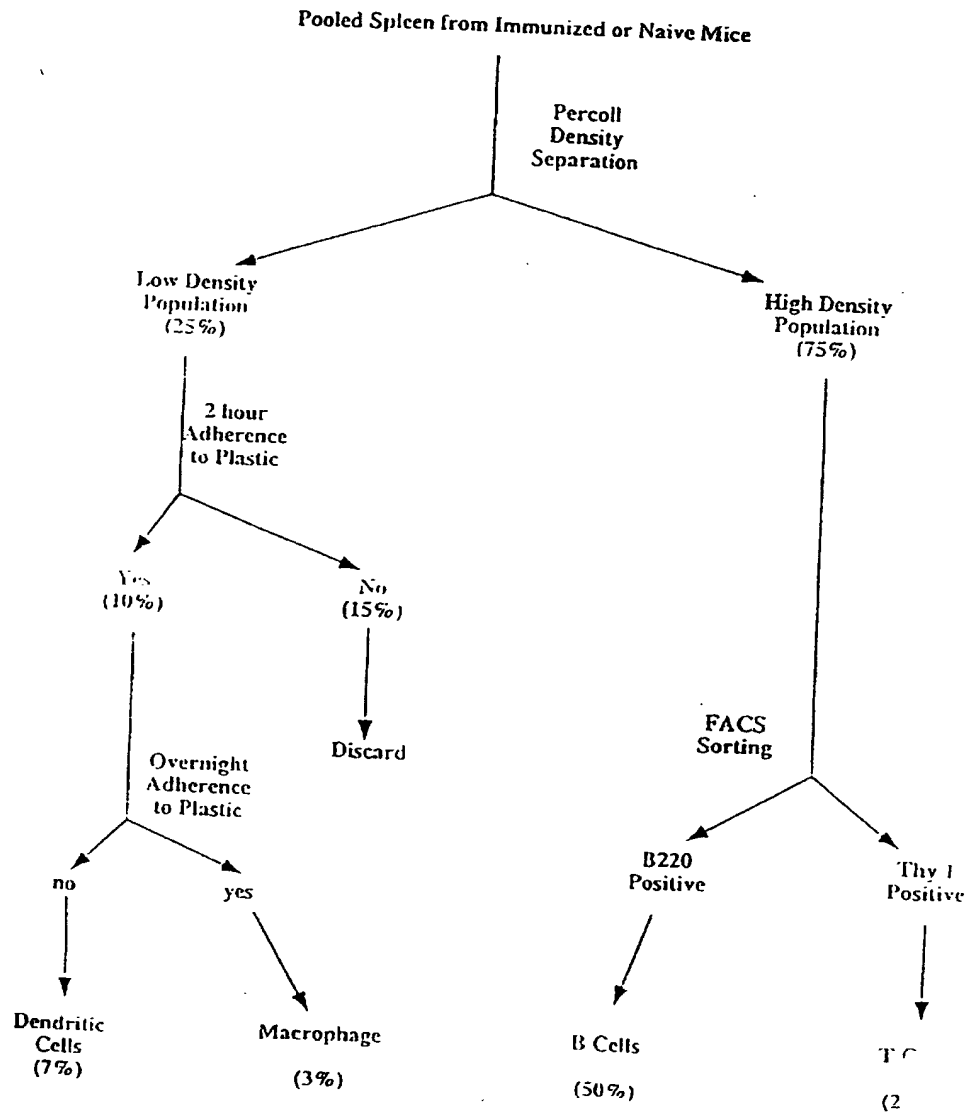 Pooled Spleen from Immunized or Naive Mice
Percoll
Density
Separation
Low Density
Population
(25%)
High Density
Population
(75%)
2 hour
Adherence
to Plastic
Yes
(10%)
No
(15%)
Discard
FACS
Sorting
Overnight
Adherence
to Plastic
no
yes
B220
Positive
Thy 1
Positive
Dendritic
Cells
(7%)
Macrophage
(3%)
B Cells
(50%)
T C
(2